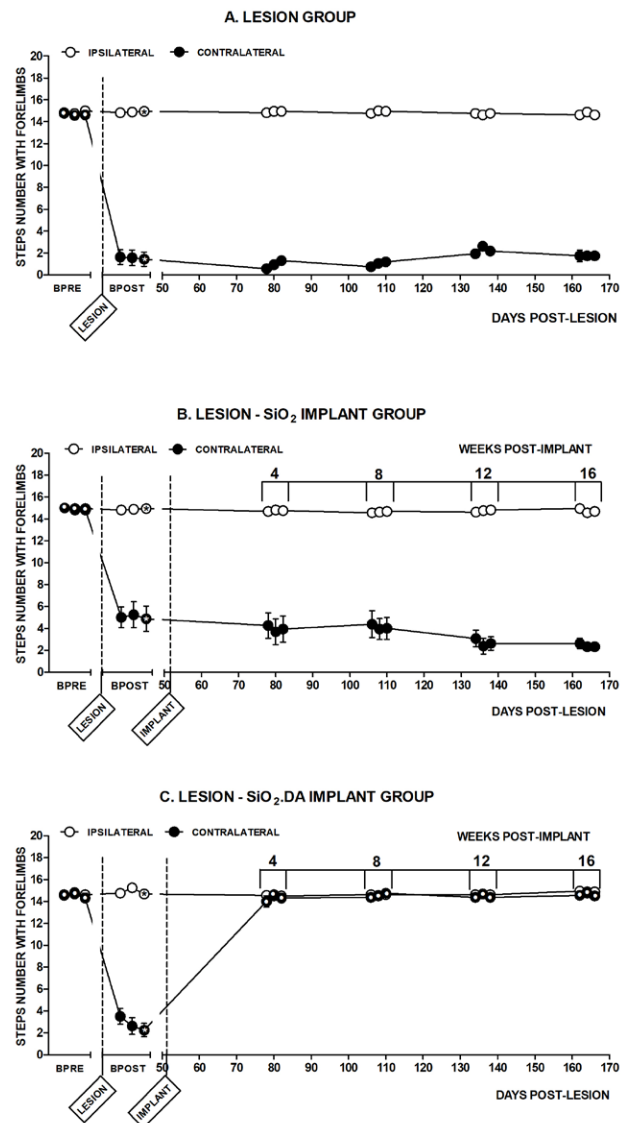 A. LESION GROUP
IPSILATERAL CONTRALATERAL
STEPS NUMBER WITH FORELIMBS
20
18
16
14
12
10
8
6
4
2
0
BPRE BPOST 50 60 70 80 90 100 110 120 130 140 150 160 170
LESION
DAYS POST-LESION
B. LESION - SiO₂ IMPLANT GROUP
IPSILATERAL CONTRALATERAL WEEKS POST-IMPLANT
4 8 12 16
STEPS NUMBER WITH FORELIMBS
20
18
16
14
12
10
8
6
4
2
0
BPRE BPOST 50 60 70 80 90 100 110 120 130 140 150 160 170
LESION IMPLANT
DAYS POST-LESION
C. LESION - SiO₂.DA IMPLANT GROUP
IPSILATERAL CONTRALATERAL WEEKS POST-IMPLANT
4 8 12 16
STEPS NUMBER WITH FORELIMBS
20
18
16
14
12
10
8
6
4
2
0
BPRE BPOST 50 60 70 80 90 100 110 120 130 140 150 160 170
LESION IMPLANT
DAYS POST-LESION